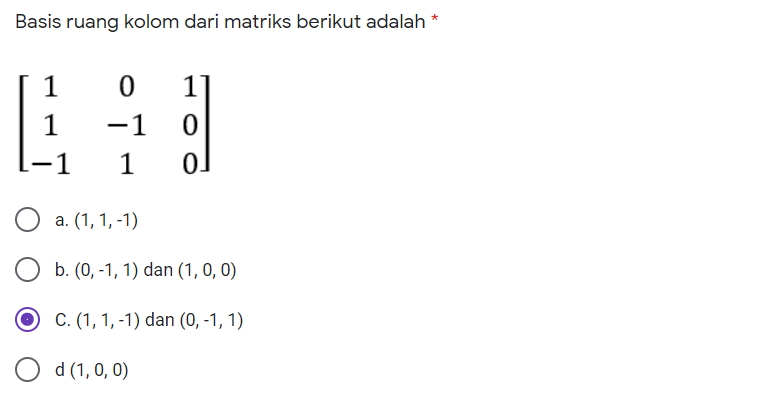 Basis ruang kolom dari matriks berikut adalah *
1 0 1
1 −1 0
−1 1 0
a. (1, 1, -1)
b. (0, -1, 1) dan (1, 0, 0)
C. (1, 1, -1) dan (0, -1, 1)
d (1, 0, 0)